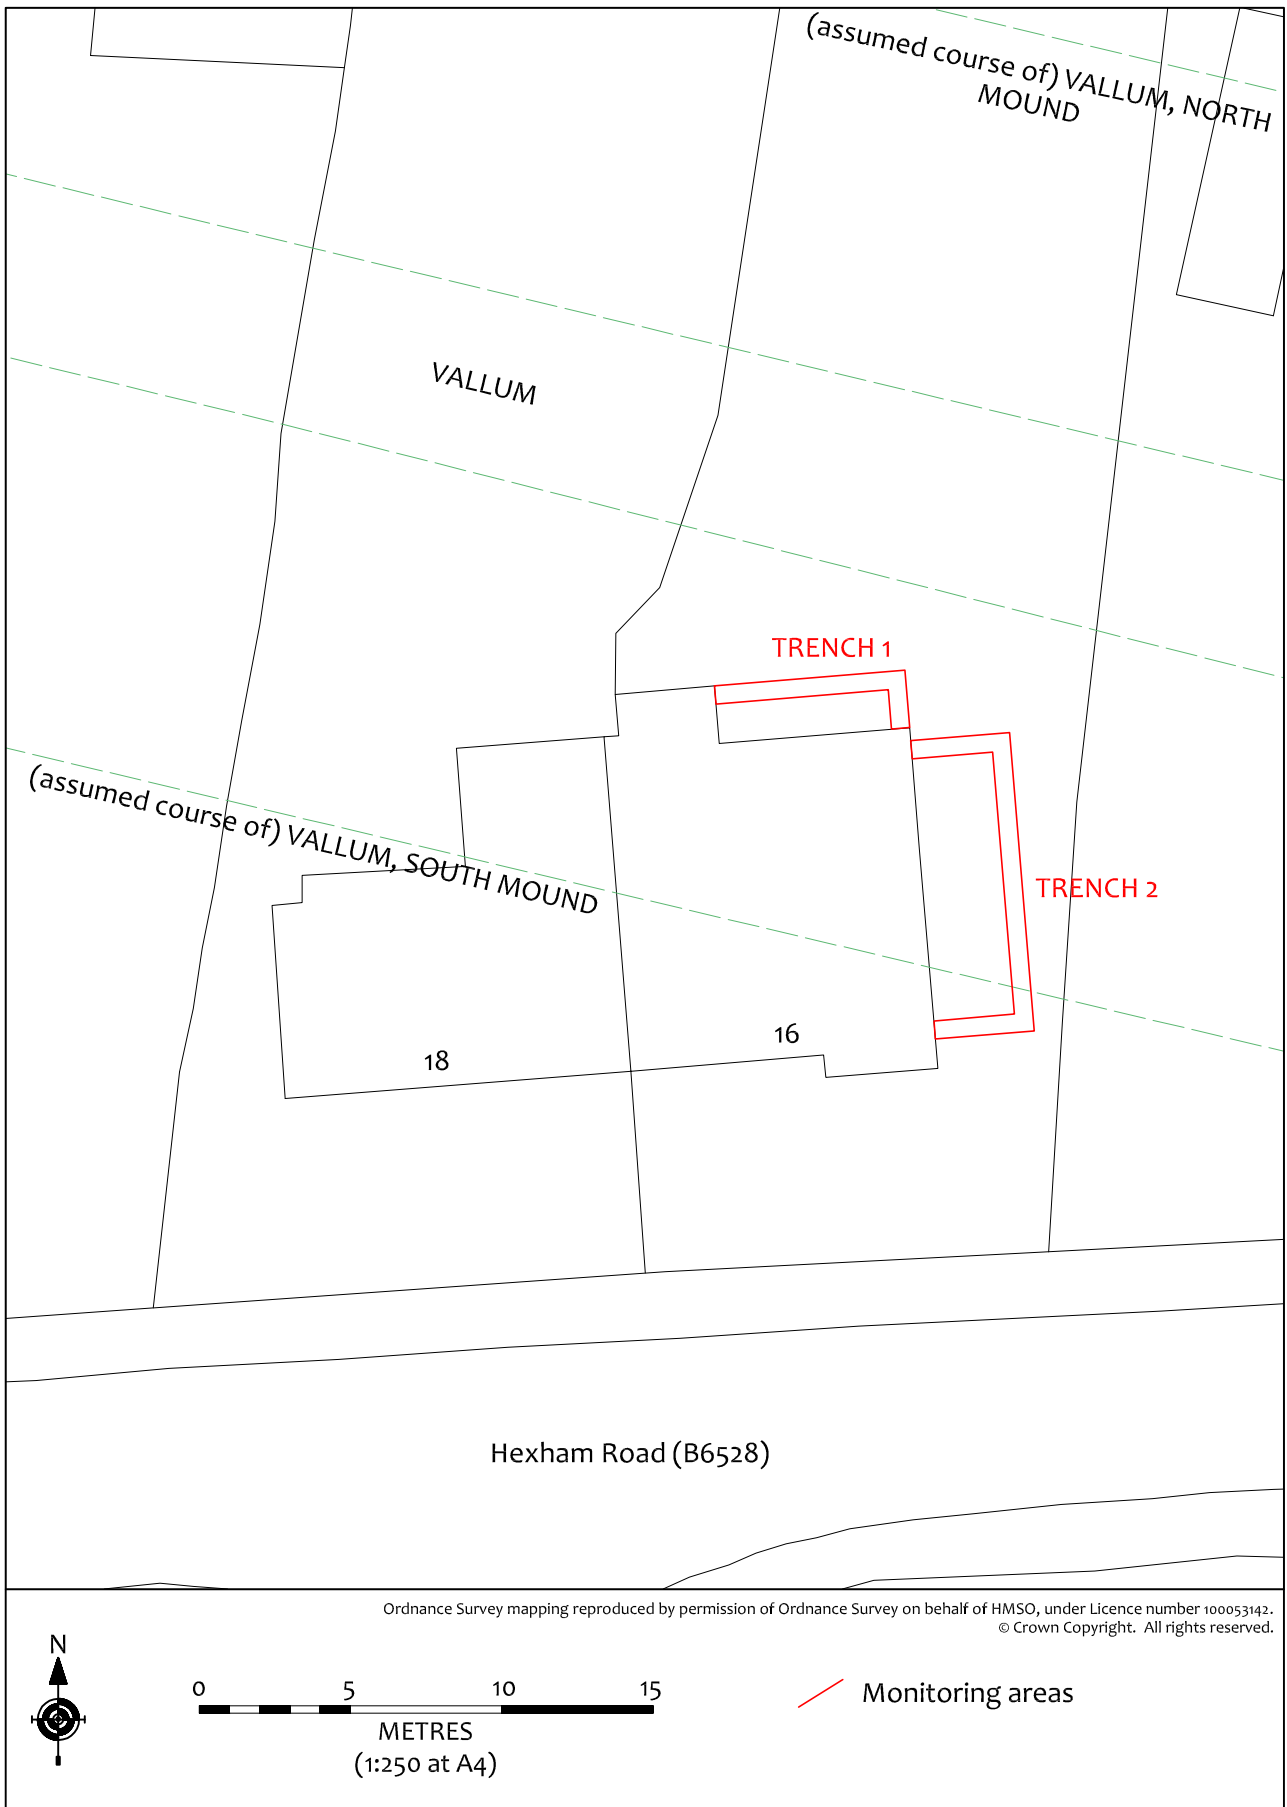 (assumed course of) VALLUM, NORTH
MOUND
VALLUM
TRENCH 1
(assumed course of) VALLUM, SOUTH MOUND
TRENCH 2
16
18
Hexham Road (B6528)
Ordnance Survey mapping reproduced by permission of Ordnance Survey on behalf of HMSO, under Licence number 100053142.
© Crown Copyright. All rights reserved.
N
0 5 10 15
METRES
(1:250 at A4)
Monitoring areas